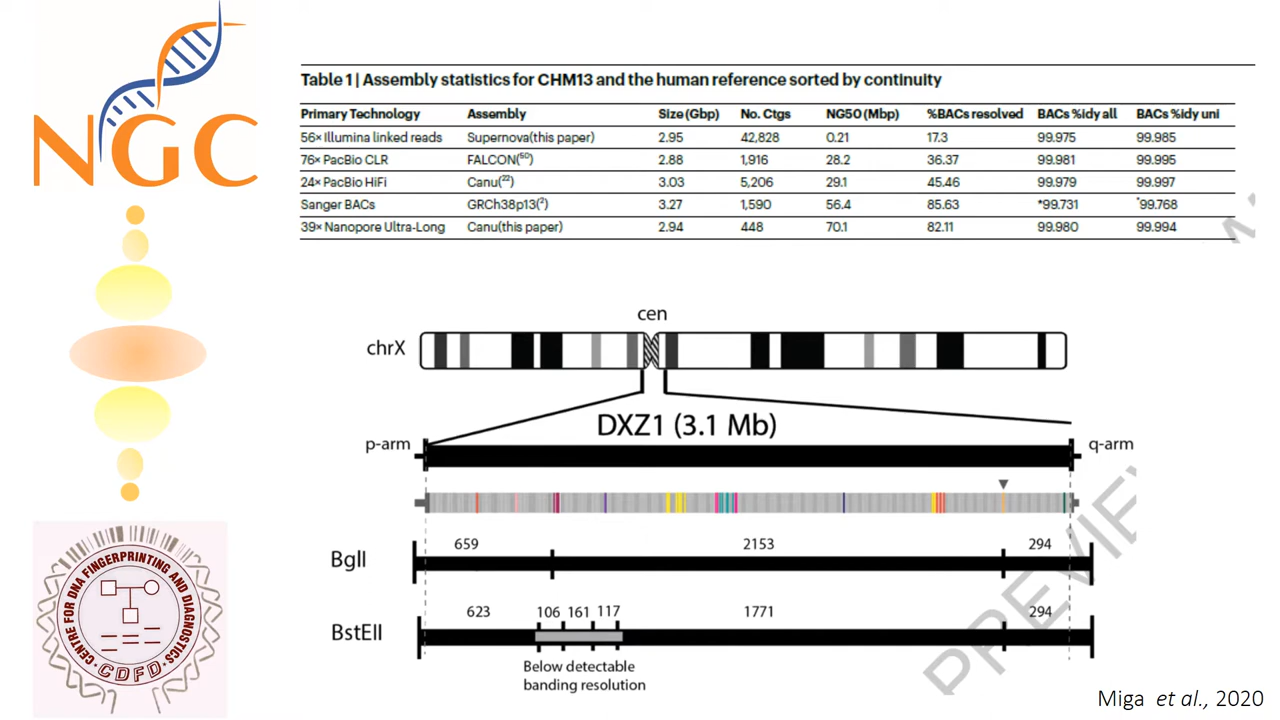 NGC
Table 1 | Assembly statistics for CHM13 and the human reference sorted by continuity
Primary Technology Assembly Size (Gbp) No. Ctgs NG50 (Mbp) %BACs resolved BACs %idy all BACs %idy uni
56× Illumina linked reads Supernova(this paper) 2.95 42,828 0.21 17.3 99.975 99.985
76× PacBio CLR FALCON(50) 2.88 1,916 28.2 36.37 99.981 99.995
24× PacBio HiFi Canu(22) 3.03 5,206 29.1 45.46 99.979 99.997
Sanger BACs GRCh38p13(2) 3.27 1,590 56.4 85.63 *99.731 *99.768
39× Nanopore Ultra-Long Canu(this paper) 2.94 448 70.1 82.11 99.980 99.994
cen
chrX
DXZ1 (3.1 Mb)
p-arm q-arm
BglI 659 2153 294
BstEII 623 106 161 117 1771 294
Below detectable
banding resolution
PREVIEW
CENTRE FOR DNA FINGERPRINTING AND DIAGNOSTICS
CDFD
Miga et al., 2020